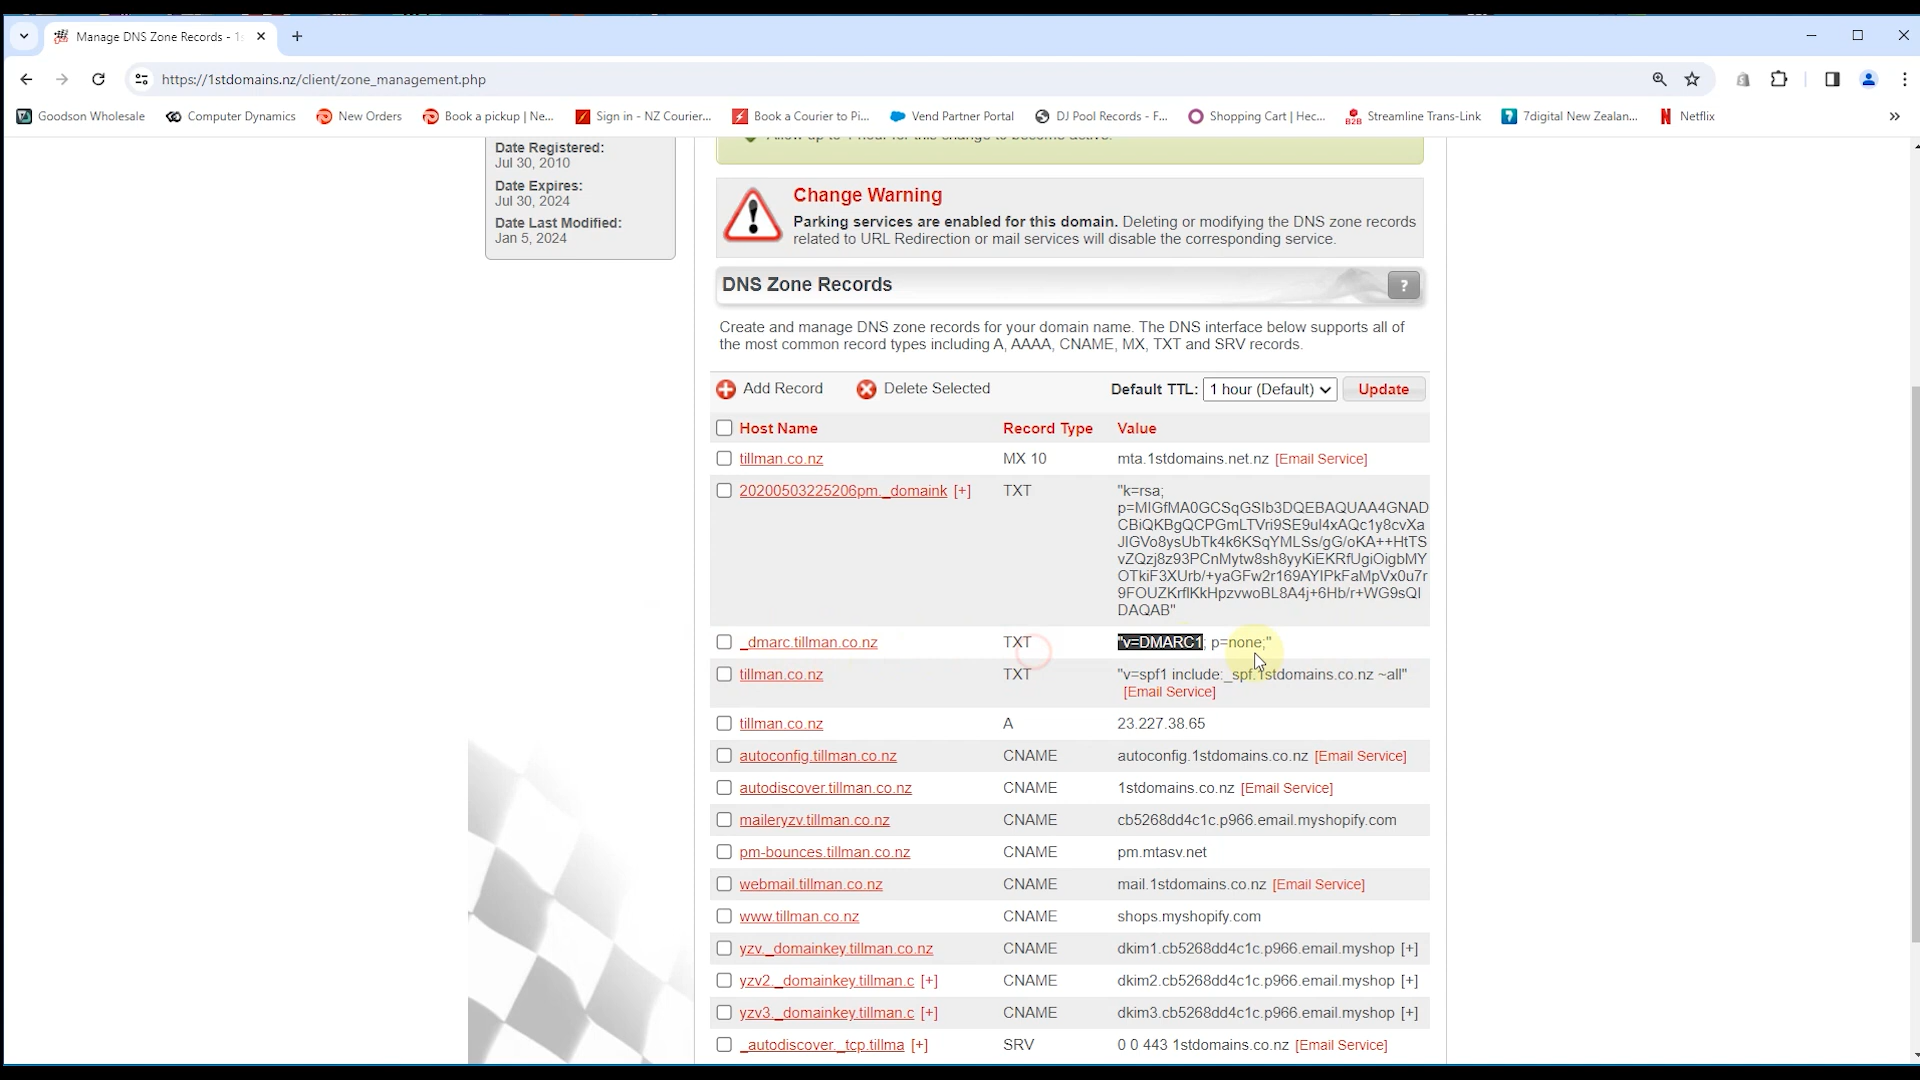 Manage DNS Zone Records - 1s
https://1stdomains.nz/client/zone_management.php
Goodson Wholesale
Computer Dynamics
New Orders
Book a pickup | Ne...
Sign in - NZ Courier...
Book a Courier to Pi...
Vend Partner Portal
DJ Pool Records - F...
Shopping Cart | Hec...
B2B Streamline Trans-Link
7digital New Zealan...
Netflix
Allow up to 1 hour for this change to become active.
Date Registered:
Jul 30, 2010
Date Expires:
Jul 30, 2024
Date Last Modified:
Jan 5, 2024
Change Warning
Parking services are enabled for this domain. Deleting or modifying the DNS zone records
related to URL Redirection or mail services will disable the corresponding service.
DNS Zone Records
?
Create and manage DNS zone records for your domain name. The DNS interface below supports all of
the most common record types including A, AAAA, CNAME, MX, TXT and SRV records.
Add Record Delete Selected Default TTL: 1 hour (Default) Update
Host Name Record Type Value
tillman.co.nz MX 10 mta.1stdomains.net.nz [Email Service]
20200503225206pm._domaink [+] TXT "k=rsa;
p=MIGfMA0GCSqGSIb3DQEBAQUAA4GNAD
CBiQKBgQCPGmLTVri9SE9ul4xAQc1y8cvXa
JIGVo8ysUbTk4k6KSqYMLSs/gG/oKA++HtTS
vZQzj8z93PCnMytw8sh8yyKiEKRfUgiOigbMY
OTkiF3XUrb/+yaGFw2r169AYIPkFaMpVx0u7r
9FOUZKrflKkHpzvwoBL8A4j+6Hb/r+WG9sQI
DAQAB"
_dmarc.tillman.co.nz TXT "v=DMARC1; p=none;"
tillman.co.nz TXT "v=spf1 include:_spf.1stdomains.co.nz ~all"
[Email Service]
tillman.co.nz A 23.227.38.65
autoconfig.tillman.co.nz CNAME autoconfig.1stdomains.co.nz [Email Service]
autodiscover.tillman.co.nz CNAME 1stdomains.co.nz [Email Service]
maileryzv.tillman.co.nz CNAME cb5268dd4c1c.p966.email.myshopify.com
pm-bounces.tillman.co.nz CNAME pm.mtasv.net
webmail.tillman.co.nz CNAME mail.1stdomains.co.nz [Email Service]
www.tillman.co.nz CNAME shops.myshopify.com
yzv._domainkey.tillman.co.nz CNAME dkim1.cb5268dd4c1c.p966.email.myshop [+]
yzv2._domainkey.tillman.c [+] CNAME dkim2.cb5268dd4c1c.p966.email.myshop [+]
yzv3._domainkey.tillman.c [+] CNAME dkim3.cb5268dd4c1c.p966.email.myshop [+]
_autodiscover._tcp.tillma [+] SRV 0 0 443 1stdomains.co.nz [Email Service]